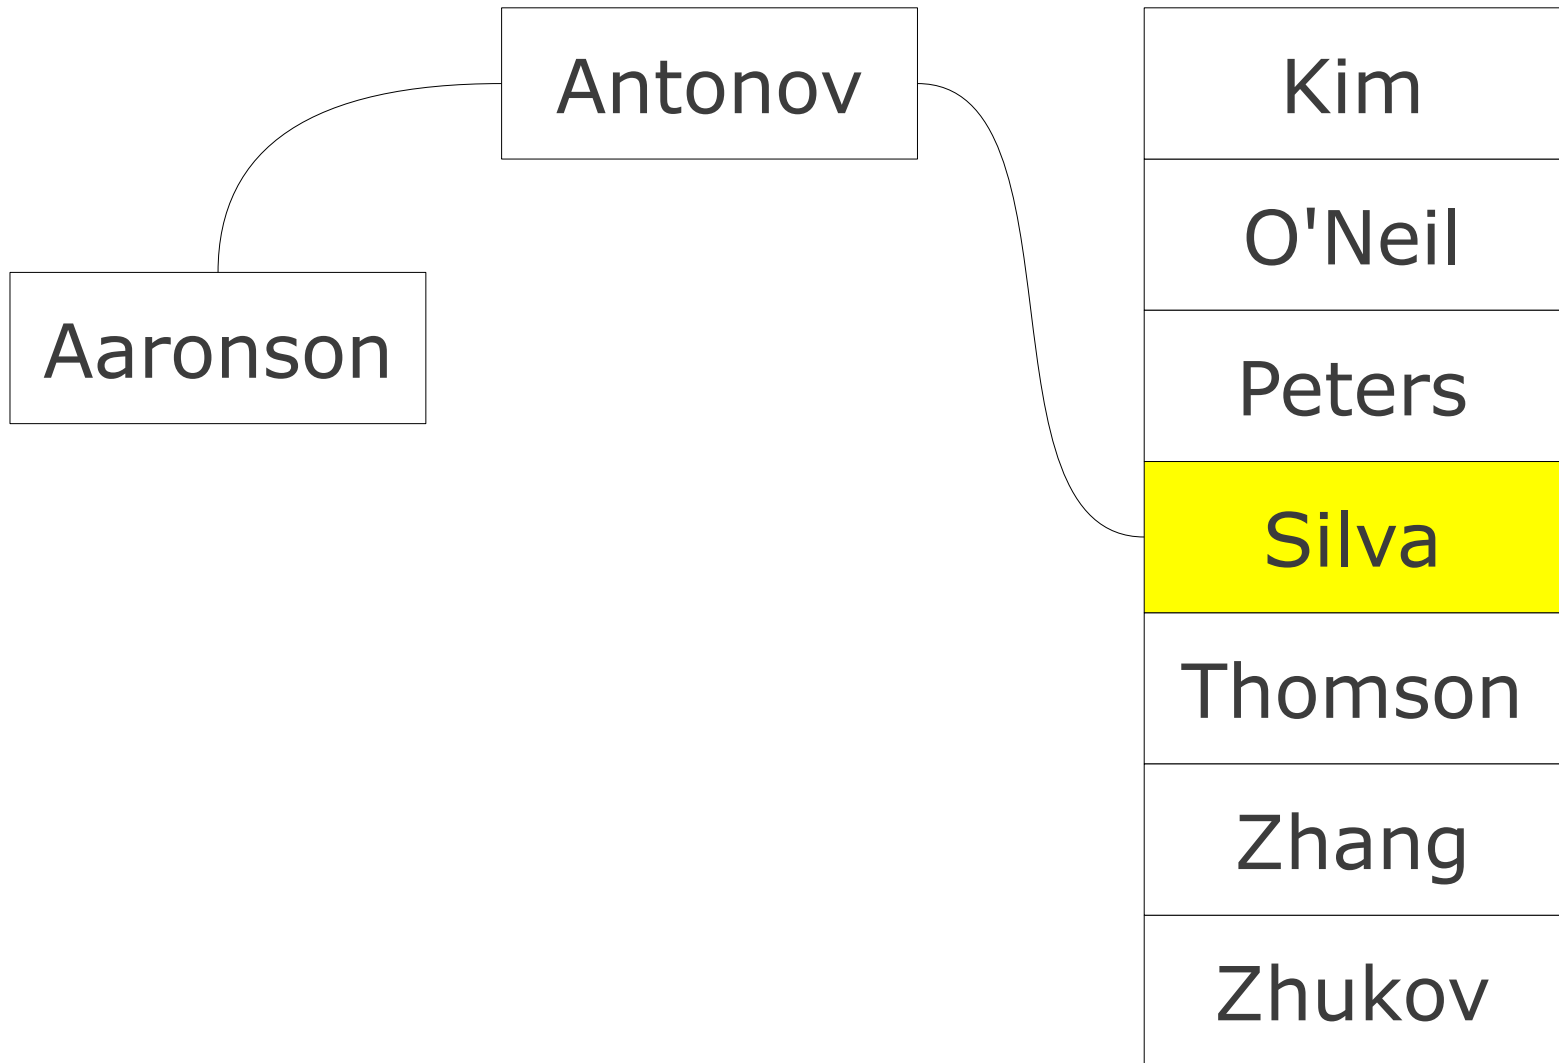 Antonov
Aaronson
Kim
O'Neil
Peters
Silva
Thomson
Zhang
Zhukov